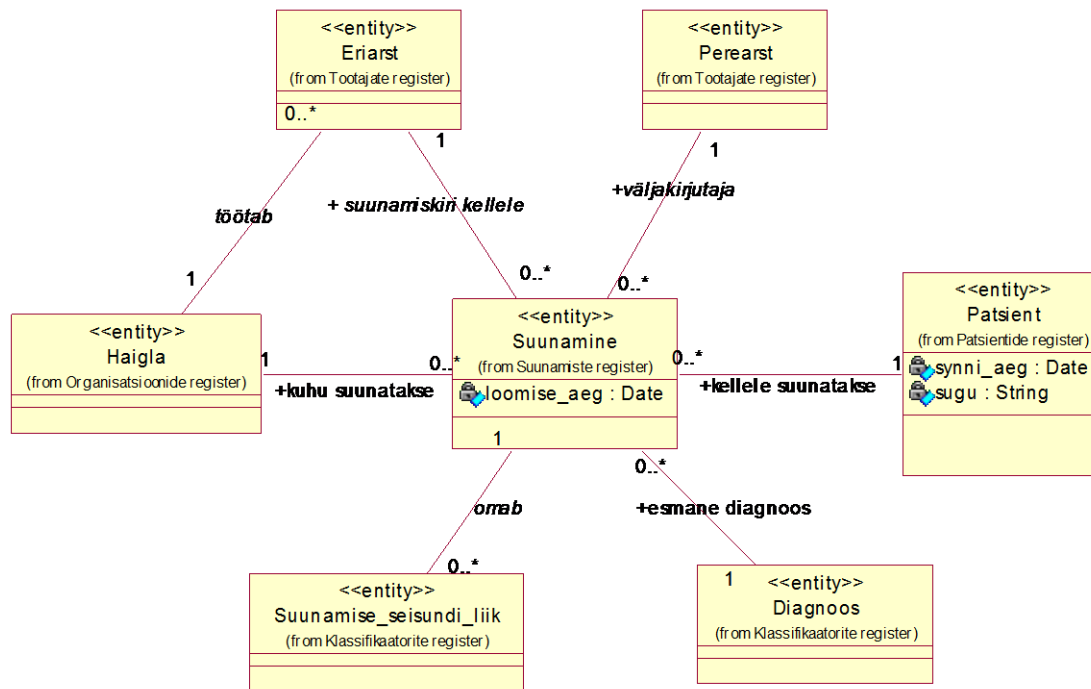 <<entity>>
Eriarst
(from Tootajate register)
0..*
1
<<entity>>
Perearst
(from Tootajate register)
1
töötab
+ suunamiskiri kellele
+väljakirjutaja
1
0..*
0..*
<<entity>>
Haigla
(from Organisatsioonide register)
1
0..*
+kuhu suunatakse
<<entity>>
Suunamine
(from Suunamiste register)
loomise_aeg : Date
1
0..*
1
+kellele suunatakse
<<entity>>
Patsient
(from Patsientide register)
synni_aeg : Date
sugu : String
omab
0..*
0..*
+esmane diagnoos
1
<<entity>>
Suunamise_seisundi_liik
(from Klassifikaatorite register)
<<entity>>
Diagnoos
(from Klassifikaatorite register)